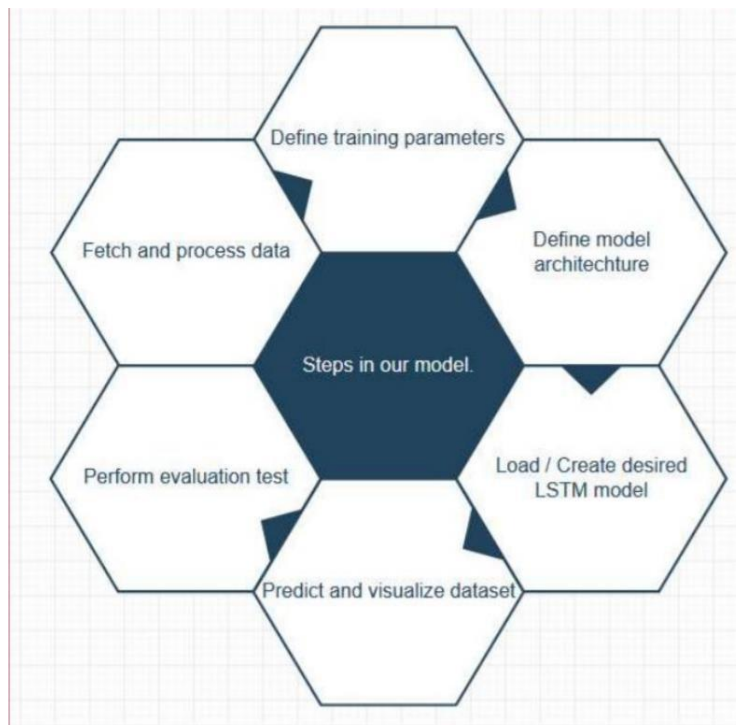 Define training parameters
Fetch and process data
Define model
architechture
Steps in our model.
Perform evaluation test
Load / Create desired
LSTM model
Predict and visualize dataset